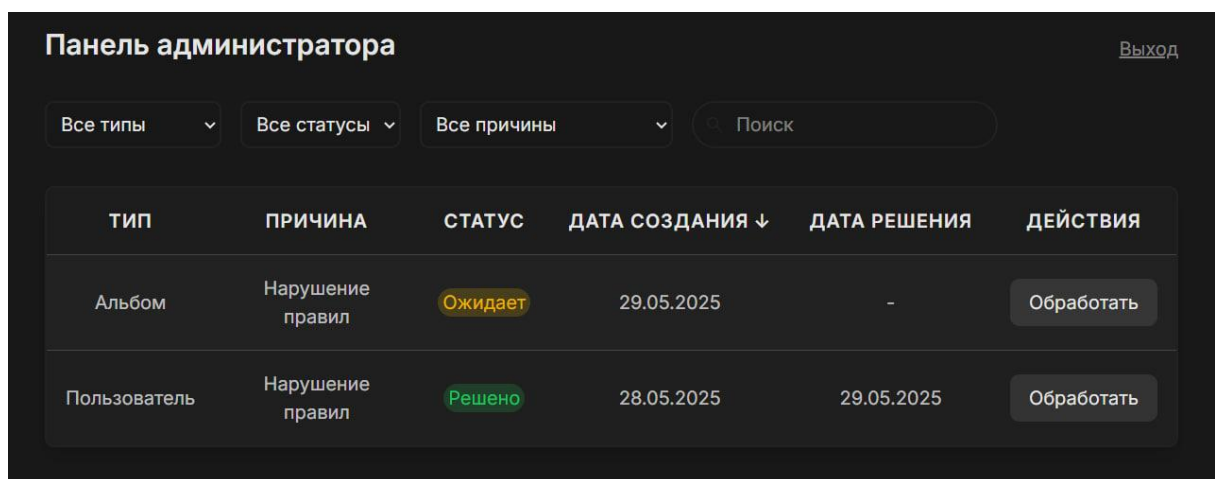 Панель администратора
Выход
Все типы
Все статусы
Все причины
Поиск
ТИП ПРИЧИНА СТАТУС ДАТА СОЗДАНИЯ ↓ ДАТА РЕШЕНИЯ ДЕЙСТВИЯ
Альбом Нарушение правил Ожидает 29.05.2025 - Обработать
Пользователь Нарушение правил Решено 28.05.2025 29.05.2025 Обработать